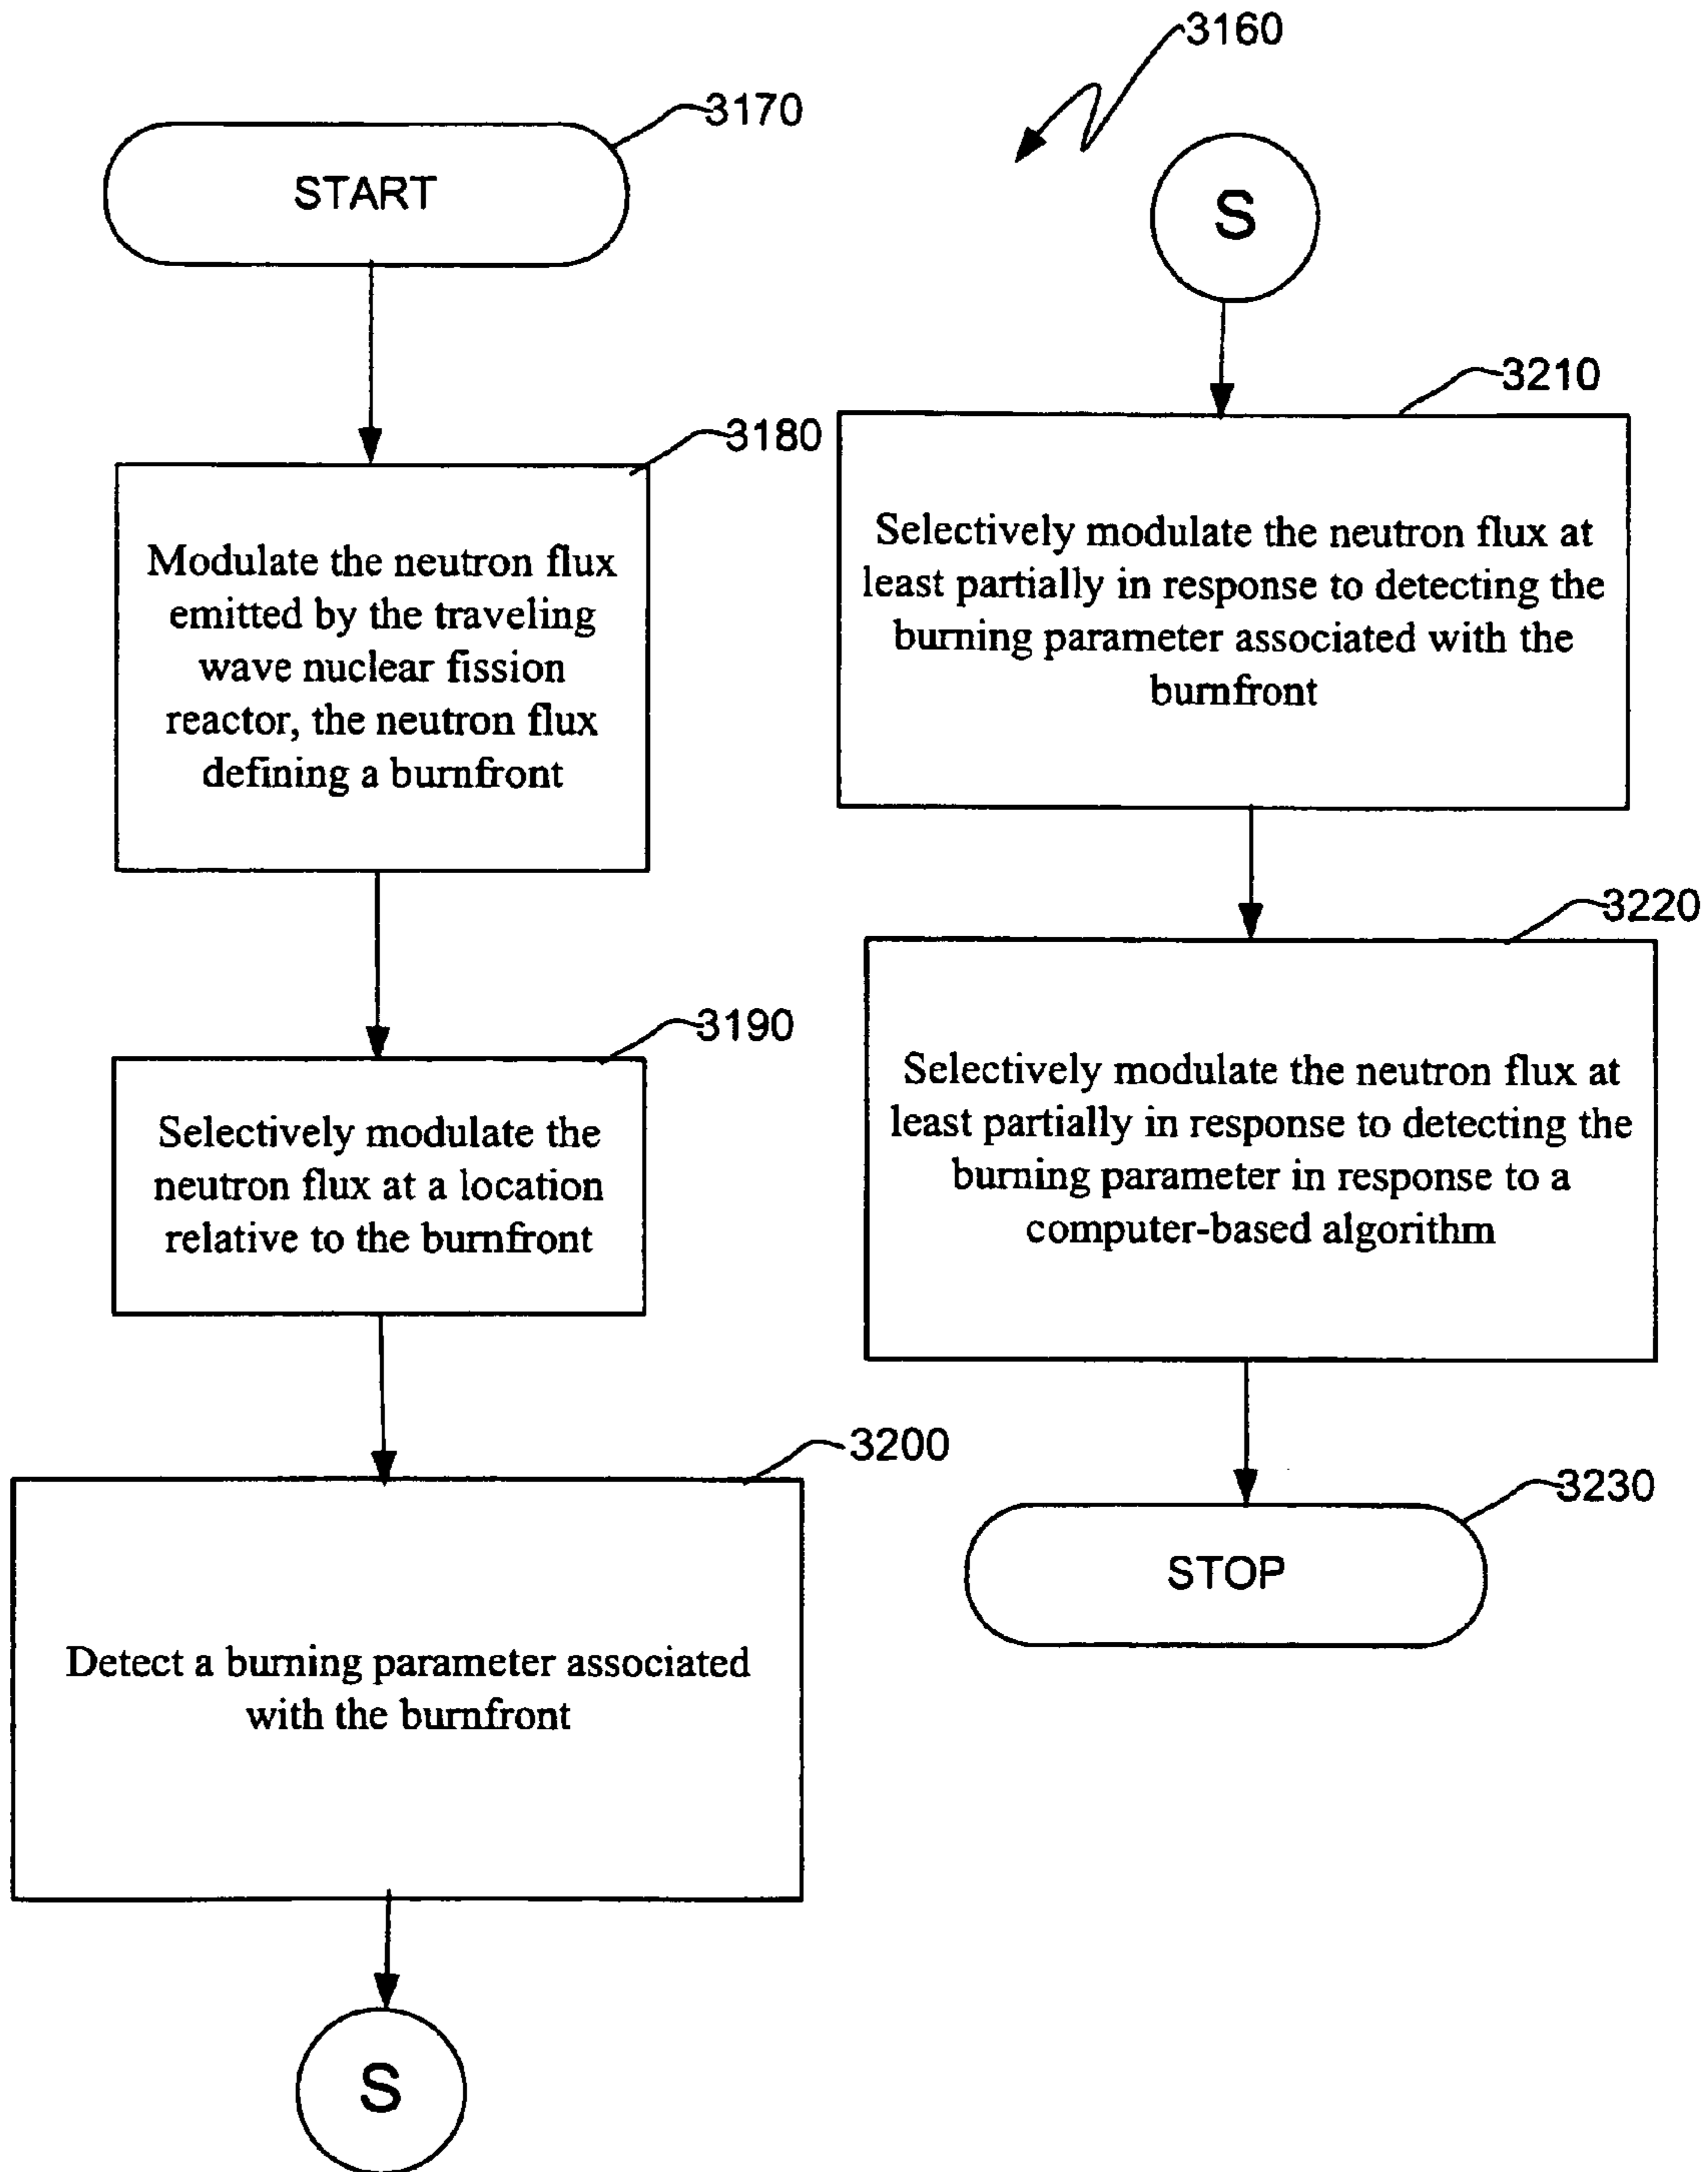 3170
START
3180
Modulate the neutron flux
emitted by the traveling
wave nuclear fission
reactor, the neutron flux
defining a burnfront
3190
Selectively modulate the
neutron flux at a location
relative to the burnfront
3200
Detect a burning parameter associated
with the burnfront
S
3160
S
3210
Selectively modulate the neutron flux at
least partially in response to detecting the
burning parameter associated with the
burnfront
3220
Selectively modulate the neutron flux at
least partially in response to detecting the
burning parameter in response to a
computer-based algorithm
3230
STOP